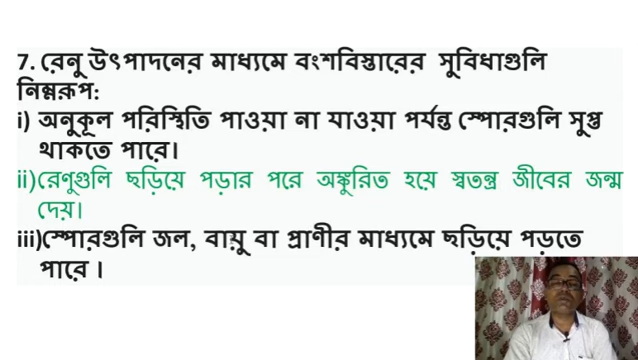 7. রেনু উৎপাদনের মাধ্যমে বংশবিস্তারের সুবিধাগুলি
নিম্নরূপ:
i) অনুকূল পরিস্থিতি পাওয়া না যাওয়া পর্যন্ত স্পোরগুলি সুপ্ত
থাকতে পারে।
ii)রেণুগুলি ছড়িয়ে পড়ার পরে অঙ্কুরিত হয়ে স্বতন্ত্র জীবের জন্ম
দেয়।
iii)স্পোরগুলি জল, বায়ু বা প্রাণীর মাধ্যমে ছড়িয়ে পড়তে
পারে ।